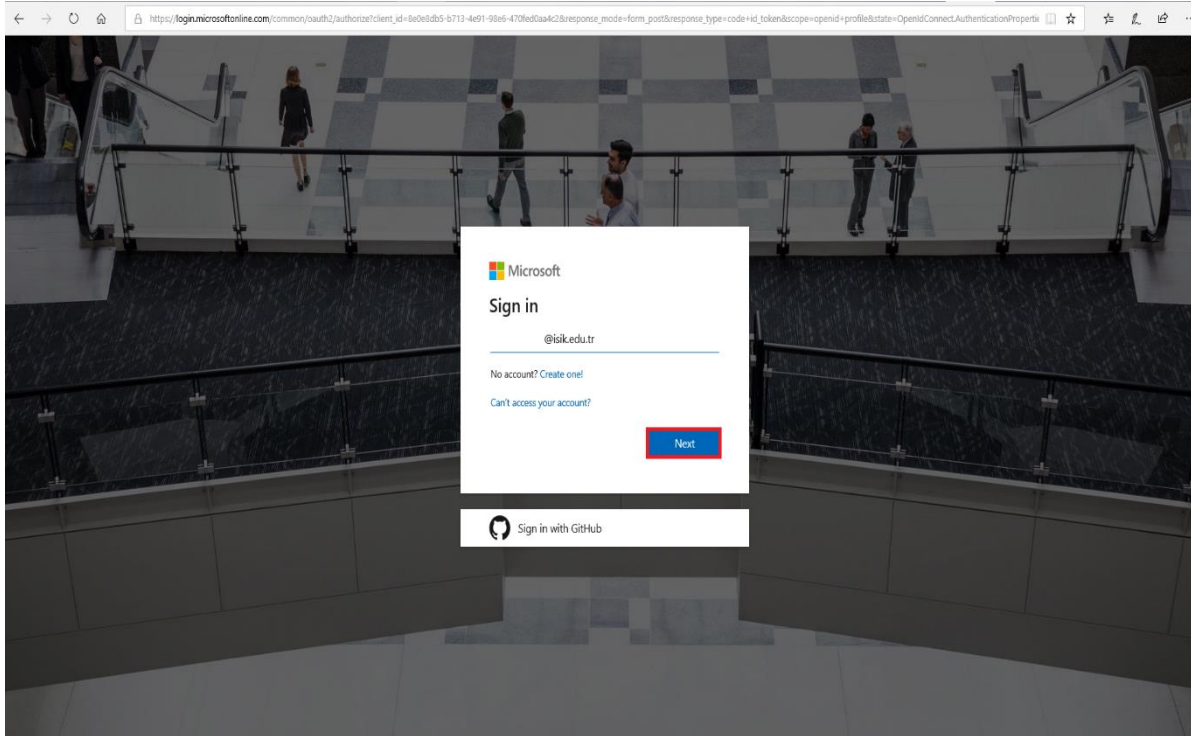 https://login.microsoftonline.com/common/oauth2/authorize?client_id=8e0e8db5-b713-4e91-98e6-470fed0aa4c2&response_mode=form_post&response_type=code+id_token&scope=openid+profile&state=OpenIdConnect.AuthenticationProperti
Microsoft
Sign in
@isik.edu.tr
No account? Create one!
Can't access your account?
Next
Sign in with GitHub